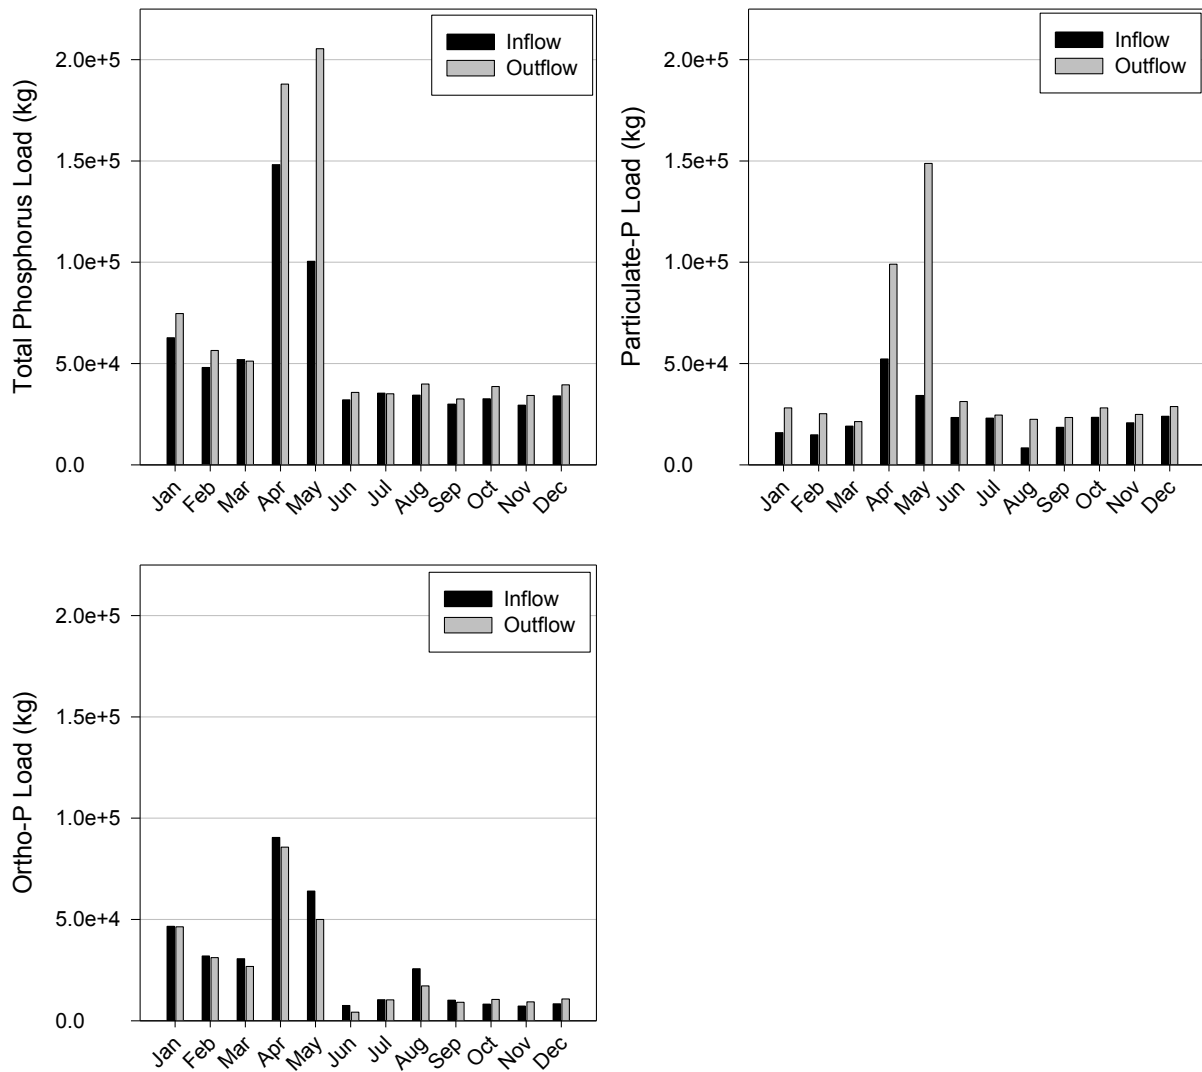 Total Phosphorus Load (kg)
2.0e+5
1.5e+5
1.0e+5
5.0e+4
0.0
Inflow
Outflow
Jan Feb Mar Apr May Jun Jul Aug Sep Oct Nov Dec
Particulate-P Load (kg)
2.0e+5
1.5e+5
1.0e+5
5.0e+4
0.0
Inflow
Outflow
Jan Feb Mar Apr May Jun Jul Aug Sep Oct Nov Dec
Ortho-P Load (kg)
2.0e+5
1.5e+5
1.0e+5
5.0e+4
0.0
Inflow
Outflow
Jan Feb Mar Apr May Jun Jul Aug Sep Oct Nov Dec